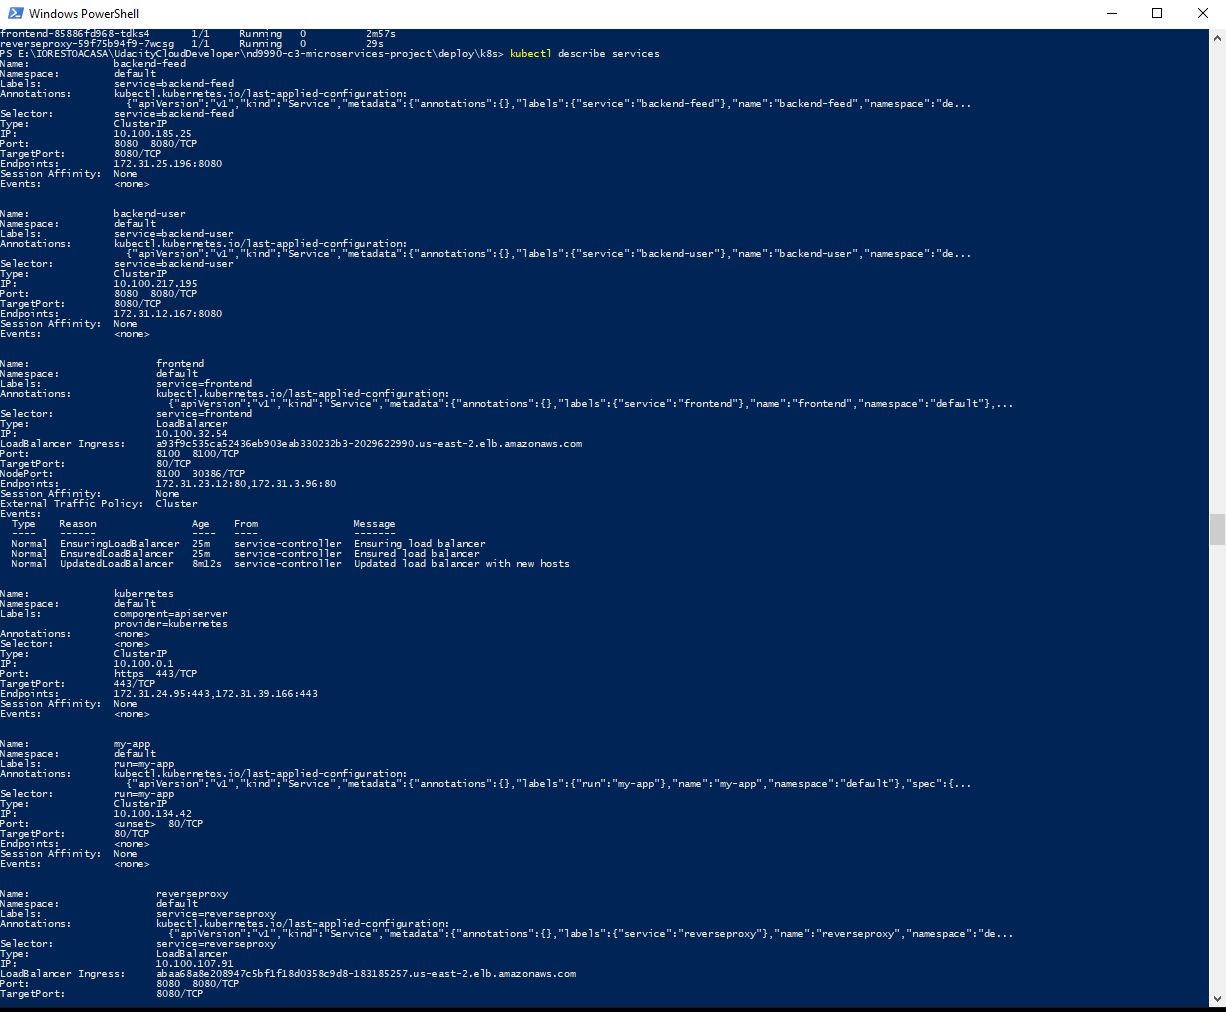 Windows PowerShell
frontend-85886fd968-tdks4 1/1 Running 0 2m57s
reverseproxy-59f75b94f9-7wcsg 1/1 Running 0 29s
PS E:\IORESTOACASA\UdacityCloudDeveloper\nd9990-c3-microservices-project\deploy\k8s> kubectl describe services
Name: backend-feed
Namespace: default
Labels: service=backend-feed
Annotations: kubectl.kubernetes.io/last-applied-configuration:
{"apiVersion":"v1","kind":"Service","metadata":{"annotations":{},"labels":{"service":"backend-feed"},"name":"backend-feed","namespace":"de...
Selector: service=backend-feed
Type: ClusterIP
IP: 10.100.185.25
Port: 8080 8080/TCP
TargetPort: 8080/TCP
Endpoints: 172.31.25.196:8080
Session Affinity: None
Events: <none>
Name: backend-user
Namespace: default
Labels: service=backend-user
Annotations: kubectl.kubernetes.io/last-applied-configuration:
{"apiVersion":"v1","kind":"Service","metadata":{"annotations":{},"labels":{"service":"backend-user"},"name":"backend-user","namespace":"de...
Selector: service=backend-user
Type: ClusterIP
IP: 10.100.217.195
Port: 8080 8080/TCP
TargetPort: 8080/TCP
Endpoints: 172.31.12.167:8080
Session Affinity: None
Events: <none>
Name: frontend
Namespace: default
Labels: service=frontend
Annotations: kubectl.kubernetes.io/last-applied-configuration:
{"apiVersion":"v1","kind":"Service","metadata":{"annotations":{},"labels":{"service":"frontend"},"name":"frontend","namespace":"default"},...
Selector: service=frontend
Type: LoadBalancer
IP: 10.100.32.54
LoadBalancer Ingress: a93f9c535ca52436eb903eab330232b3-2029622990.us-east-2.elb.amazonaws.com
Port: 8100 8100/TCP
TargetPort: 80/TCP
NodePort: 8100 30386/TCP
Endpoints: 172.31.23.12:80,172.31.3.96:80
Session Affinity: None
External Traffic Policy: Cluster
Events:
Type Reason Age From Message
---- ------ ---- ---- -------
Normal EnsuringLoadBalancer 25m service-controller Ensuring load balancer
Normal EnsuredLoadBalancer 25m service-controller Ensured load balancer
Normal UpdatedLoadBalancer 8m12s service-controller Updated load balancer with new hosts
Name: kubernetes
Namespace: default
Labels: component=apiserver
provider=kubernetes
Annotations: <none>
Selector: <none>
Type: ClusterIP
IP: 10.100.0.1
Port: https 443/TCP
TargetPort: 443/TCP
Endpoints: 172.31.24.95:443,172.31.39.166:443
Session Affinity: None
Events: <none>
Name: my-app
Namespace: default
Labels: run=my-app
Annotations: kubectl.kubernetes.io/last-applied-configuration:
{"apiVersion":"v1","kind":"Service","metadata":{"annotations":{},"labels":{"run":"my-app"},"name":"my-app","namespace":"default"},"spec":{...
Selector: run=my-app
Type: ClusterIP
IP: 10.100.134.42
Port: <unset> 80/TCP
TargetPort: 80/TCP
Endpoints: <none>
Session Affinity: None
Events: <none>
Name: reverseproxy
Namespace: default
Labels: service=reverseproxy
Annotations: kubectl.kubernetes.io/last-applied-configuration:
{"apiVersion":"v1","kind":"Service","metadata":{"annotations":{},"labels":{"service":"reverseproxy"},"name":"reverseproxy","namespace":"de...
Selector: service=reverseproxy
Type: LoadBalancer
IP: 10.100.107.91
LoadBalancer Ingress: abaa68a8e208947c5bf1f18d0358c9d8-183185257.us-east-2.elb.amazonaws.com
Port: 8080 8080/TCP
TargetPort: 8080/TCP